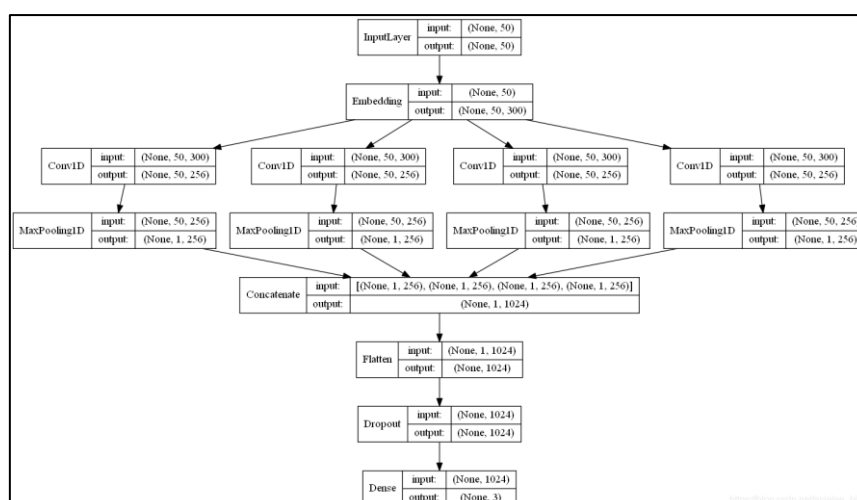 InputLayer input: (None, 50)
output: (None, 50)
Embedding input: (None, 50)
output: (None, 50, 300)
Conv1D input: (None, 50, 300)
output: (None, 50, 256)
Conv1D input: (None, 50, 300)
output: (None, 50, 256)
Conv1D input: (None, 50, 300)
output: (None, 50, 256)
Conv1D input: (None, 50, 300)
output: (None, 50, 256)
MaxPooling1D input: (None, 50, 256)
output: (None, 1, 256)
MaxPooling1D input: (None, 50, 256)
output: (None, 1, 256)
MaxPooling1D input: (None, 50, 256)
output: (None, 1, 256)
MaxPooling1D input: (None, 50, 256)
output: (None, 1, 256)
Concatenate input: [(None, 1, 256), (None, 1, 256), (None, 1, 256), (None, 1, 256)]
output: (None, 1, 1024)
Flatten input: (None, 1, 1024)
output: (None, 1024)
Dropout input: (None, 1024)
output: (None, 1024)
Dense input: (None, 1024)
output: (None, 3)